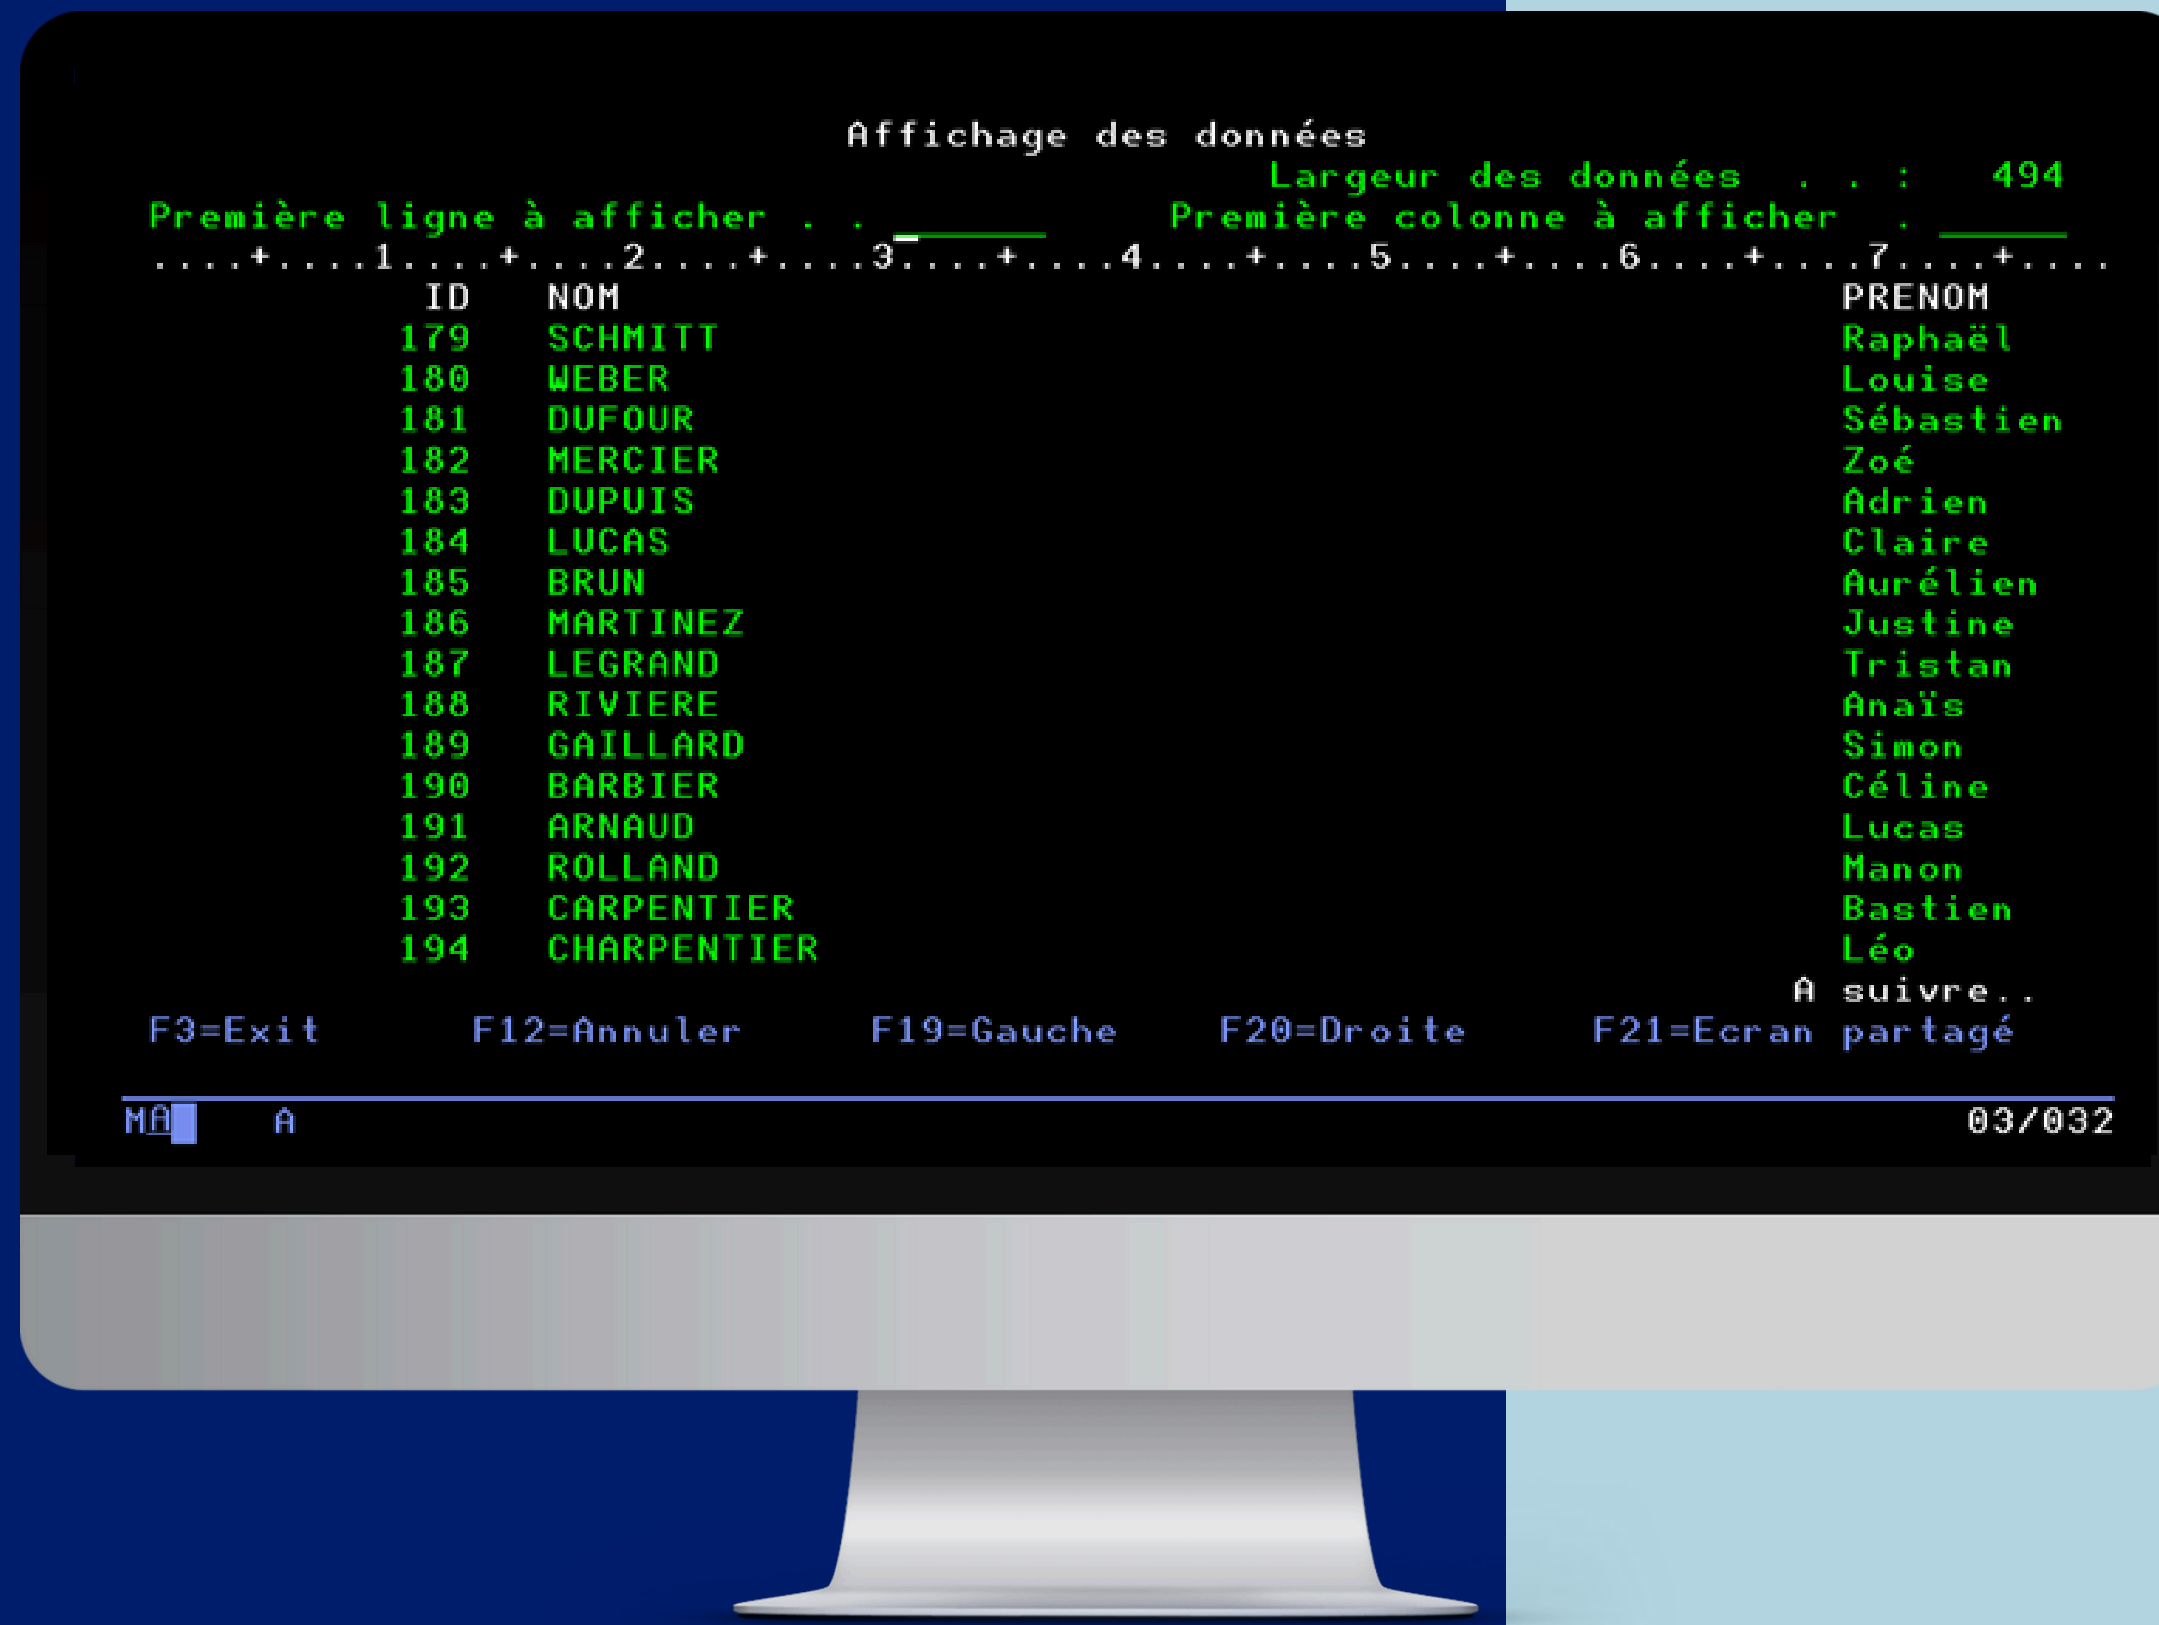 Affichage des données
Largeur des données . . : 494
Première ligne à afficher . . Première colonne à afficher .
....+....1....+....2....+....3....+....4....+....5....+....6....+....7....+....
ID NOM PRENOM
179 SCHMITT Raphaël
180 WEBER Louise
181 DUFOUR Sébastien
182 MERCIER Zoé
183 DUPUIS Adrien
184 LUCAS Claire
185 BRUN Aurélien
186 MARTINEZ Justine
187 LEGRAND Tristan
188 RIVIERE Anaïs
189 GAILLARD Simon
190 BARBIER Céline
191 ARNAUD Lucas
192 ROLLAND Manon
193 CARPENTIER Bastien
194 CHARPENTIER Léo
A suivre..
F3=Exit F12=Annuler F19=Gauche F20=Droite F21=Ecran partagé
MA A 03/032